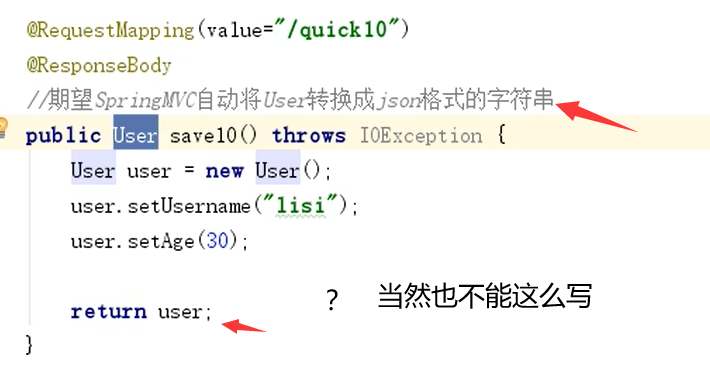 @RequestMapping(value="/quick10")
@ResponseBody
//期望SpringMVC自动将User转换成json格式的字符串
public User save10() throws IOException {
User user = new User();
user.setUsername("lisi");
user.setAge(30);
? 当然也不能这么写
return user;
}